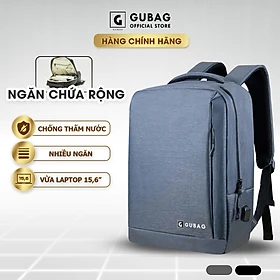 G GUBAG
OFFICIAL STORE
HÀNG CHÍNH HÃNG
NGĂN CHỨA RỘNG
CHỐNG THẤM NƯỚC
NHIỀU NGĂN
15,6
VỪA LAPTOP 15,6"
G GUBAG